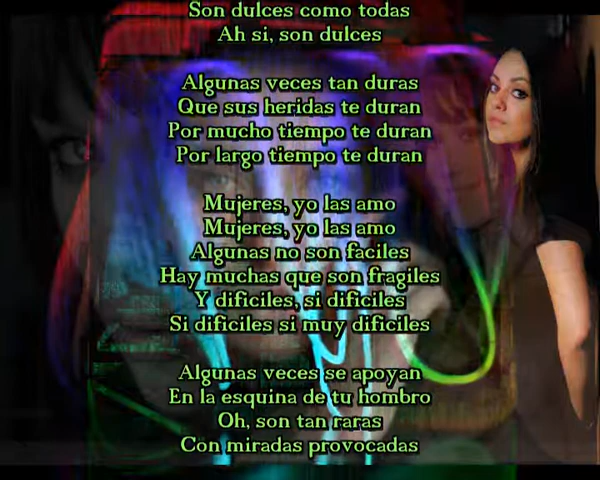 Son dulces como todas
Ah si, son dulces
Algunas veces tan duras
Que sus heridas te duran
Por mucho tiempo te duran
Por largo tiempo te duran
Mujeres, yo las amo
Mujeres, yo las amo
Algunas no son faciles
Hay muchas que son fragiles
Y dificiles, si dificiles
Si dificiles si muy dificiles
Algunas veces se apoyan
En la esquina de tu hombro
Oh, son tan raras
Con miradas provocadas